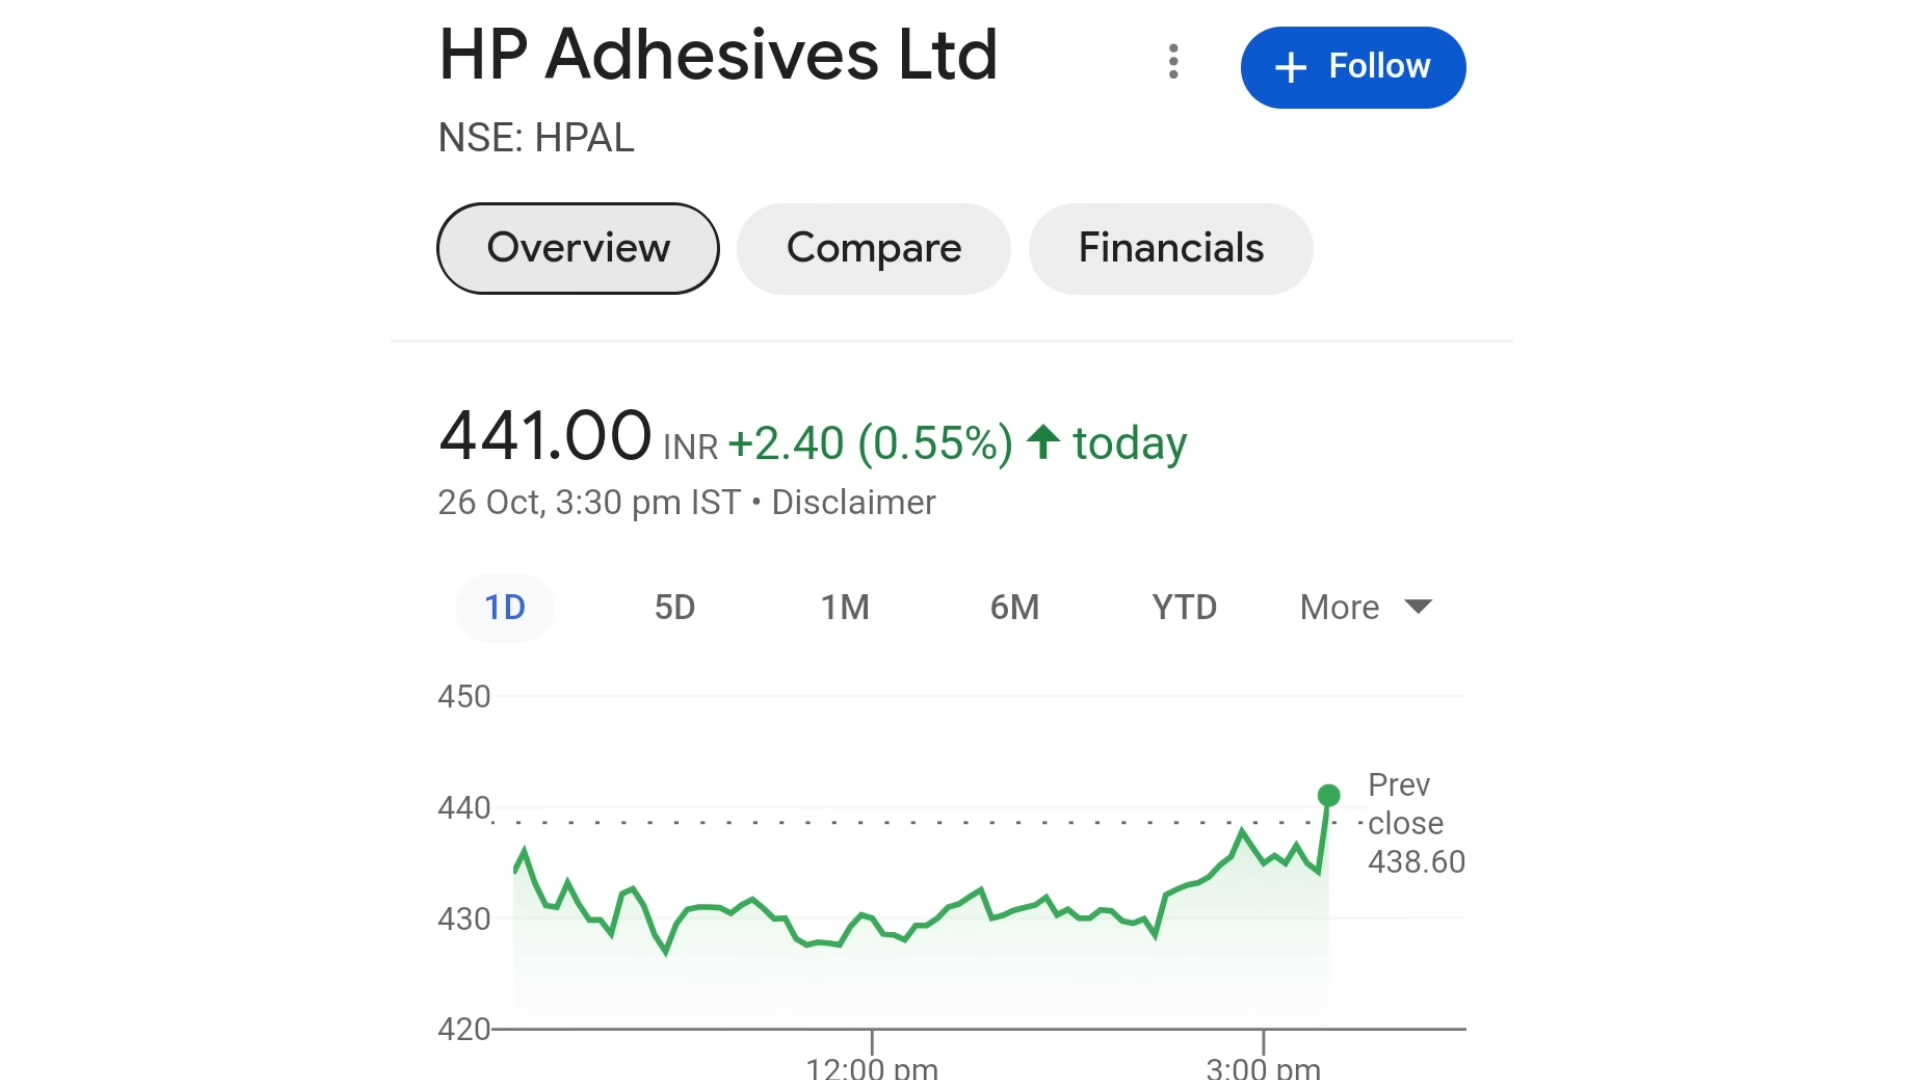 HP Adhesives Ltd
+ Follow
NSE: HPAL
Overview
Compare
Financials
441.00 INR +2.40 (0.55%) ↑ today
26 Oct, 3:30 pm IST • Disclaimer
1D 5D 1M 6M YTD More
450
440
430
420
Prev
close
438.60
12:00 pm
3:00 pm